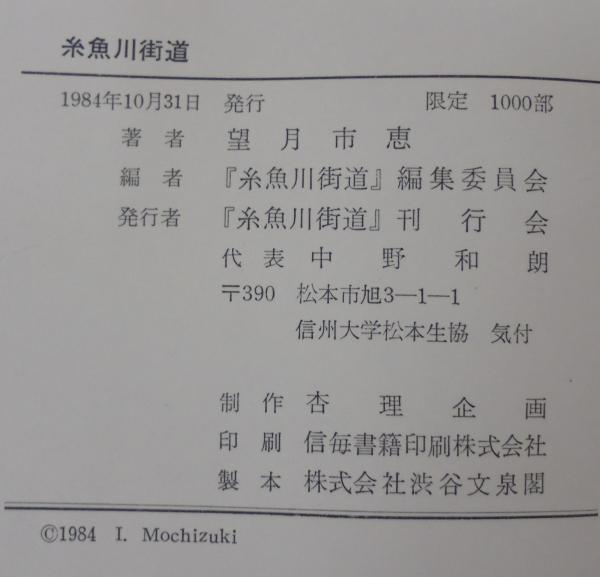 糸魚川街道
1984年10月31日 発行 限定 1000部
著者 望月市恵
編者 『糸魚川街道』編集委員会
発行者 『糸魚川街道』刊行会
代表 中野和朗
〒390 松本市旭3―1―1
信州大学松本生協 気付
制作 杏理企画
印刷 信毎書籍印刷株式会社
製本 株式会社渋谷文泉閣
©1984 I. Mochizuki